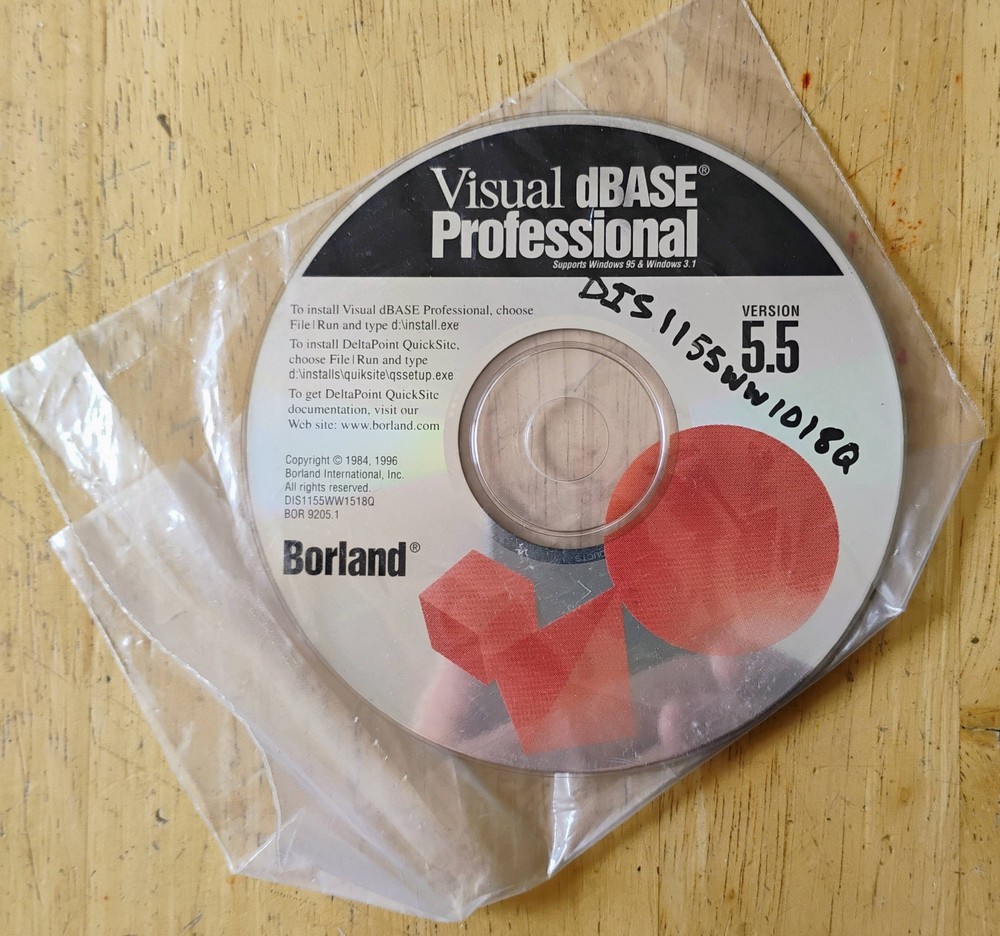 Visual dBASE®
Professional
Supports Windows 95 & Windows 3.1
DIS1155WW1018Q
VERSION
5.5
To install Visual dBASE Professional, choose
File|Run and type d:\install.exe
To install DeltaPoint QuickSite,
choose File|Run and type
d:\installs\quiksite\qssetup.exe
To get DeltaPoint QuickSite
documentation, visit our
Web site: www.borland.com
Copyright © 1984, 1996
Borland International, Inc.
All rights reserved.
DIS1155WW1518Q
BOR 9205.1
Borland®